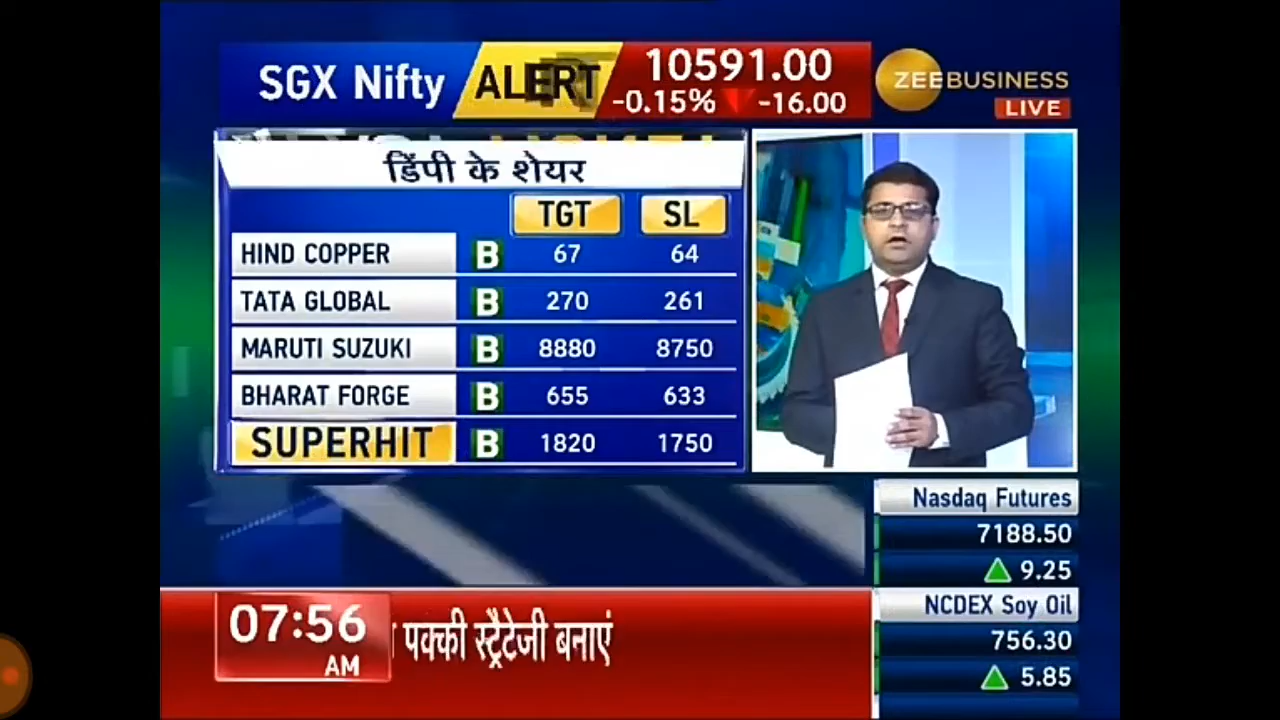 SGX Nifty ALERT 10591.00
-0.15% -16.00
ZEEBUSINESS
LIVE
डिंपी के शेयर
TGT SL
HIND COPPER B 67 64
TATA GLOBAL B 270 261
MARUTI SUZUKI B 8880 8750
BHARAT FORGE B 655 633
SUPERHIT B 1820 1750
Nasdaq Futures
7188.50
9.25
NCDEX Soy Oil
756.30
5.85
07:56
AM
पक्की स्ट्रैटेजी बनाएं